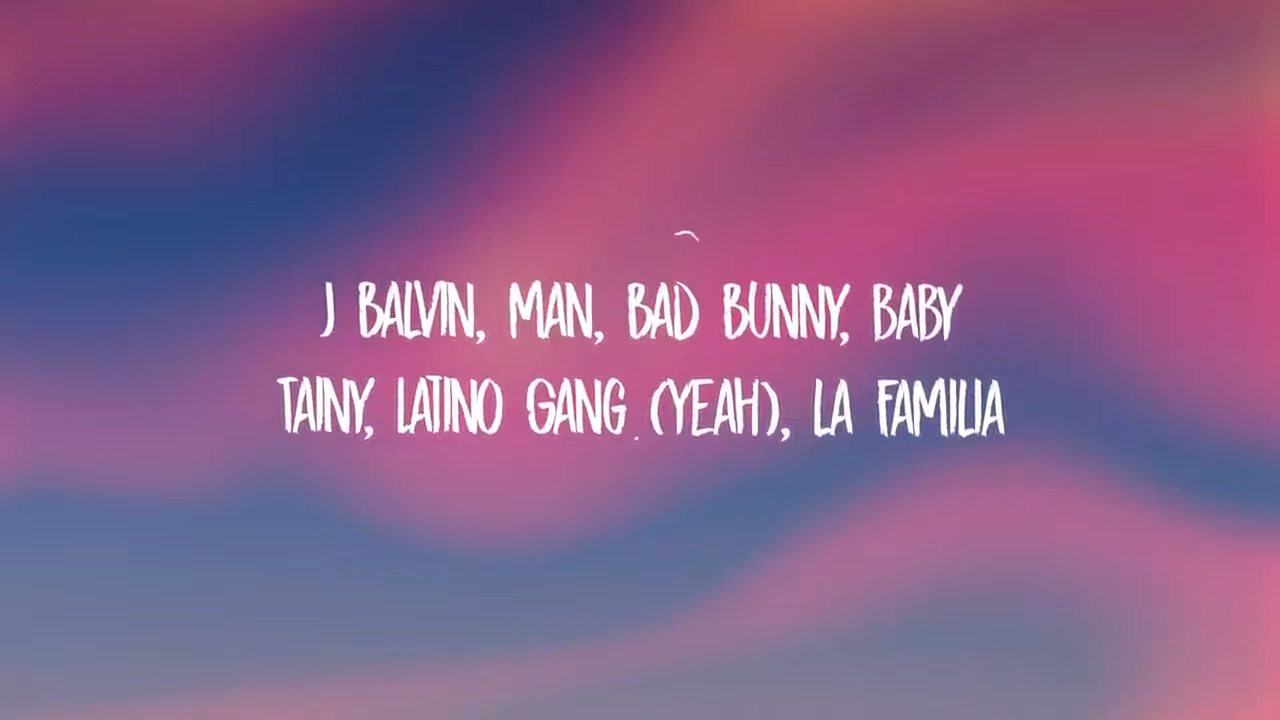 J BALVIN, MAN, BAD BUNNY, BABY
TAINY, LATINO GANG (YEAH), LA FAMILIA